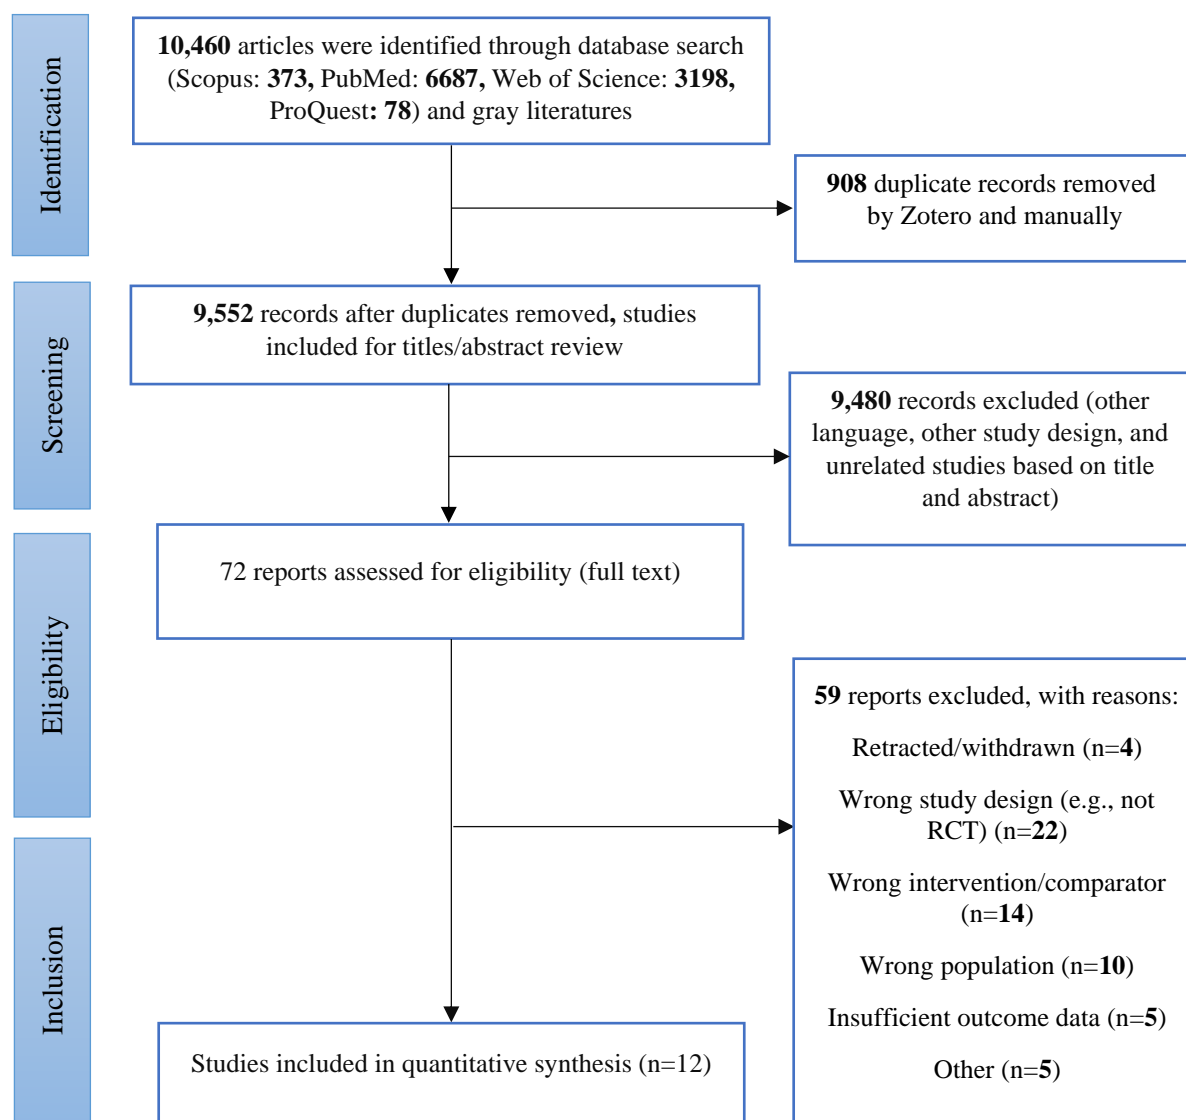 Identification
10,460 articles were identified through database search
(Scopus: 373, PubMed: 6687, Web of Science: 3198,
ProQuest: 78) and gray literatures
908 duplicate records removed
by Zotero and manually
Screening
9,552 records after duplicates removed, studies
included for titles/abstract review
9,480 records excluded (other
language, other study design, and
unrelated studies based on title
and abstract)
Eligibility
72 reports assessed for eligibility (full text)
59 reports excluded, with reasons:
Retracted/withdrawn (n=4)
Wrong study design (e.g., not
RCT) (n=22)
Wrong intervention/comparator
(n=14)
Wrong population (n=10)
Insufficient outcome data (n=5)
Other (n=5)
Inclusion
Studies included in quantitative synthesis (n=12)